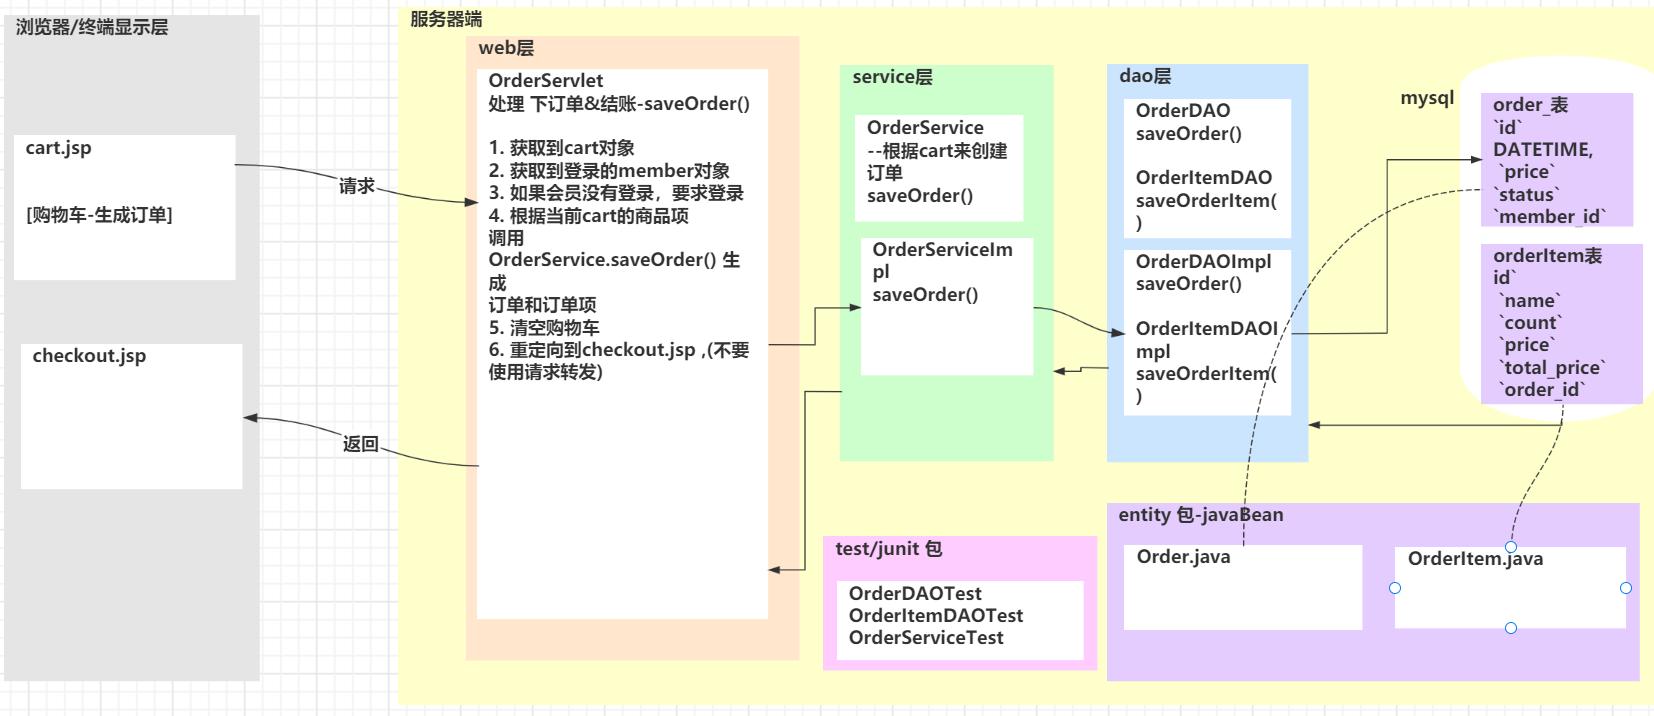 浏览器/终端显示层
cart.jsp
[购物车-生成订单]
checkout.jsp
请求
返回
服务器端
web层
OrderServlet
处理 下订单&结账-saveOrder()
1. 获取到cart对象
2. 获取到登录的member对象
3. 如果会员没有登录，要求登录
4. 根据当前cart的商品项
调用
OrderService.saveOrder() 生
成
订单和订单项
5. 清空购物车
6. 重定向到checkout.jsp ,(不要
使用请求转发)
service层
OrderService
--根据cart来创建
订单
saveOrder()
OrderServiceIm
pl
saveOrder()
dao层
OrderDAO
saveOrder()
OrderItemDAO
saveOrderItem(
)
OrderDAOImpl
saveOrder()
OrderItemDAOI
mpl
saveOrderItem(
)
mysql
order_表
`id`
DATETIME,
`price`
`status`
`member_id`
orderItem表
id`
`name`
`count`
`price`
`total_price`
`order_id`
test/junit 包
OrderDAOTest
OrderItemDAOTest
OrderServiceTest
entity 包-javaBean
Order.java
OrderItem.java